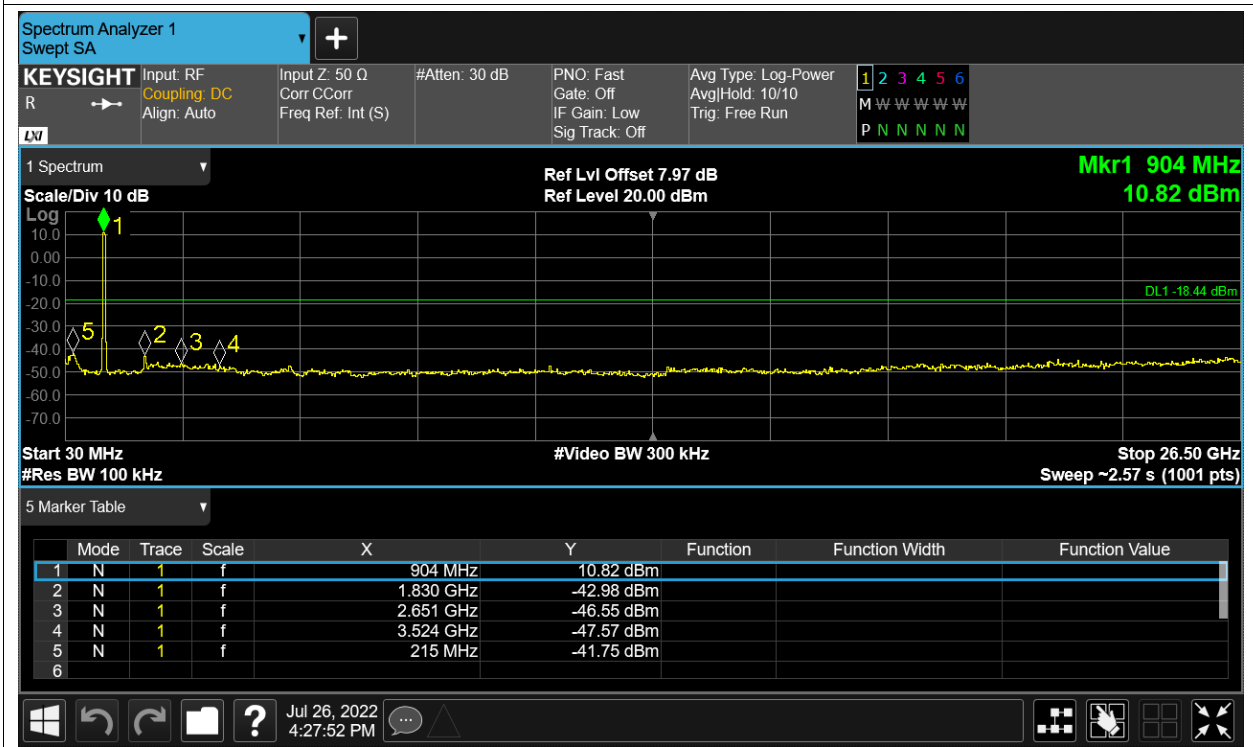 Spectrum Analyzer 1
Swept SA
KEYSIGHT
R
LXI
Input: RF
Coupling: DC
Align: Auto
Input Z: 50 Ω
Corr CCorr
Freq Ref: Int (S)
#Atten: 30 dB
PNO: Fast
Gate: Off
IF Gain: Low
Sig Track: Off
Avg Type: Log-Power
Avg|Hold: 10/10
Trig: Free Run
1 2 3 4 5 6
M W W W W W
P N N N N N
1 Spectrum
Scale/Div 10 dB
Ref Lvl Offset 7.97 dB
Ref Level 20.00 dBm
Mkr1 904 MHz
10.82 dBm
Log
10.0
0.00
-10.0
-20.0
-30.0
-40.0
-50.0
-60.0
-70.0
1
DL1 -18.44 dBm
5 2 3 4
Start 30 MHz #Video BW 300 kHz Stop 26.50 GHz
#Res BW 100 kHz Sweep ~2.57 s (1001 pts)
5 Marker Table
Mode Trace Scale X Y Function Function Width Function Value
1 N 1 f 904 MHz 10.82 dBm
2 N 1 f 1.830 GHz -42.98 dBm
3 N 1 f 2.651 GHz -46.55 dBm
4 N 1 f 3.524 GHz -47.57 dBm
5 N 1 f 215 MHz -41.75 dBm
6
?
Jul 26, 2022
4:27:52 PM